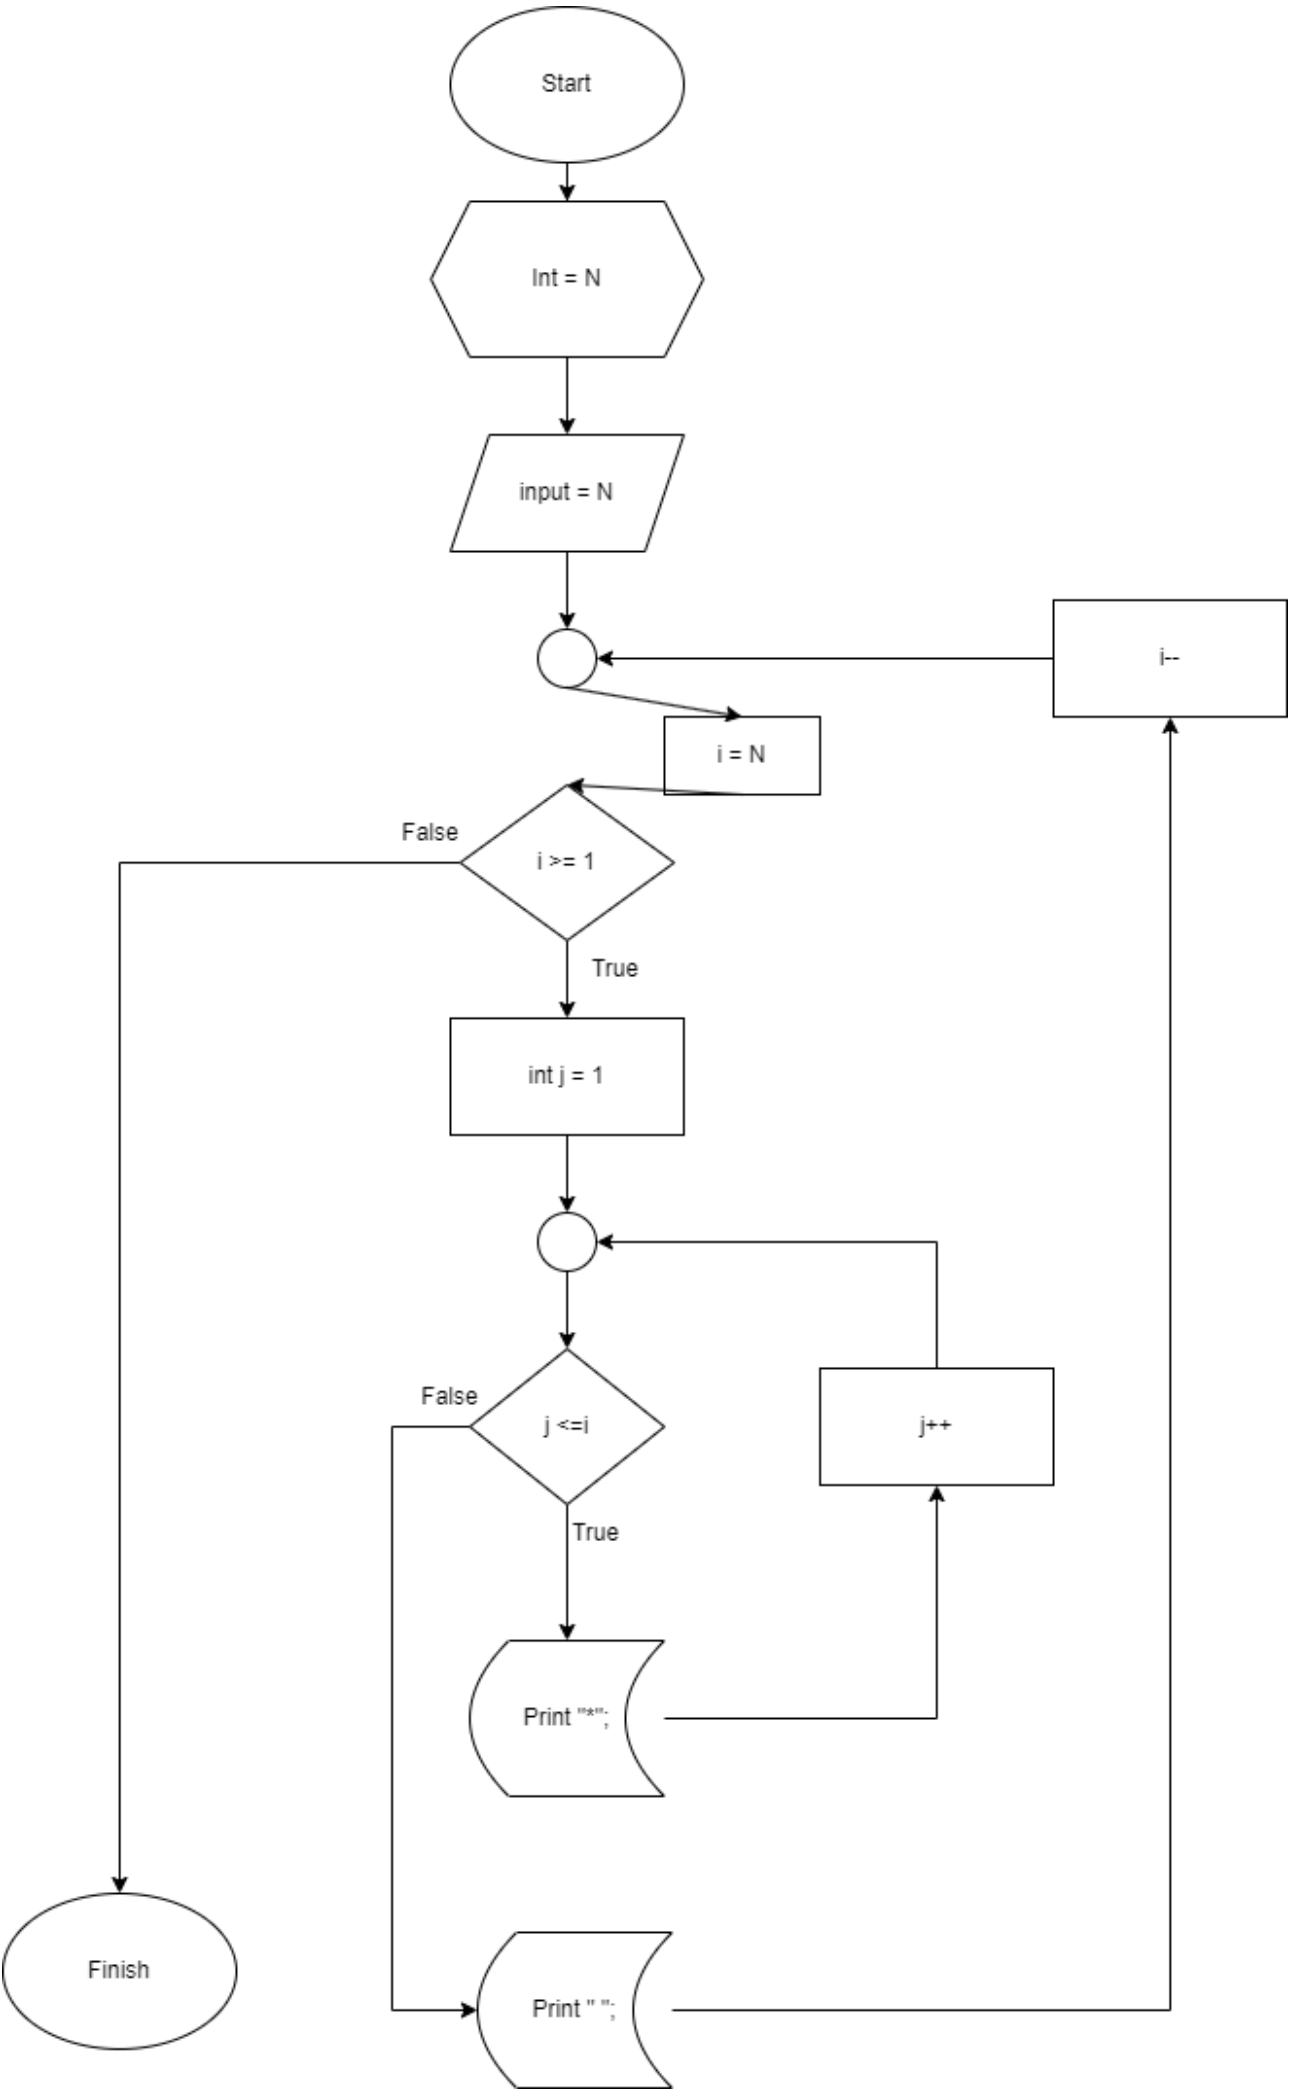 Start
Int = N
input = N
i--
i = N
False
i >= 1
True
int j = 1
False
j <=i
j++
True
Print "*";
Finish
Print " ";